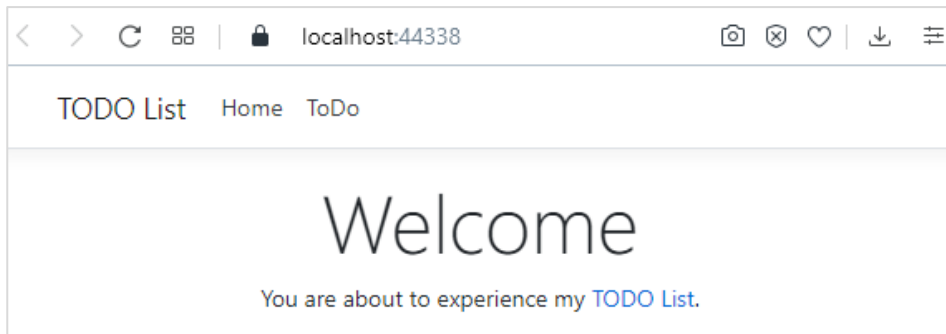 localhost:44338
TODO List Home ToDo
Welcome
You are about to experience my TODO List.